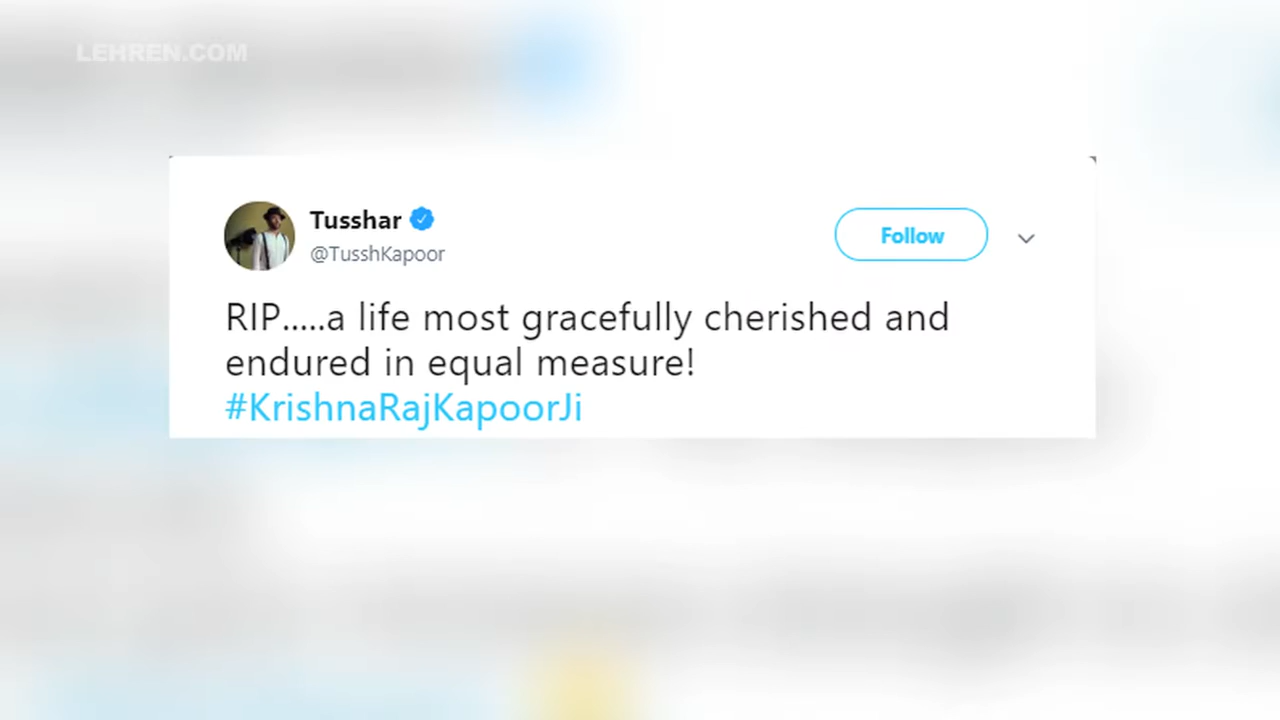 LEHREN.COM
Tusshar
@TusshKapoor
Follow
RIP.....a life most gracefully cherished and
endured in equal measure!
#KrishnaRajKapoorJi